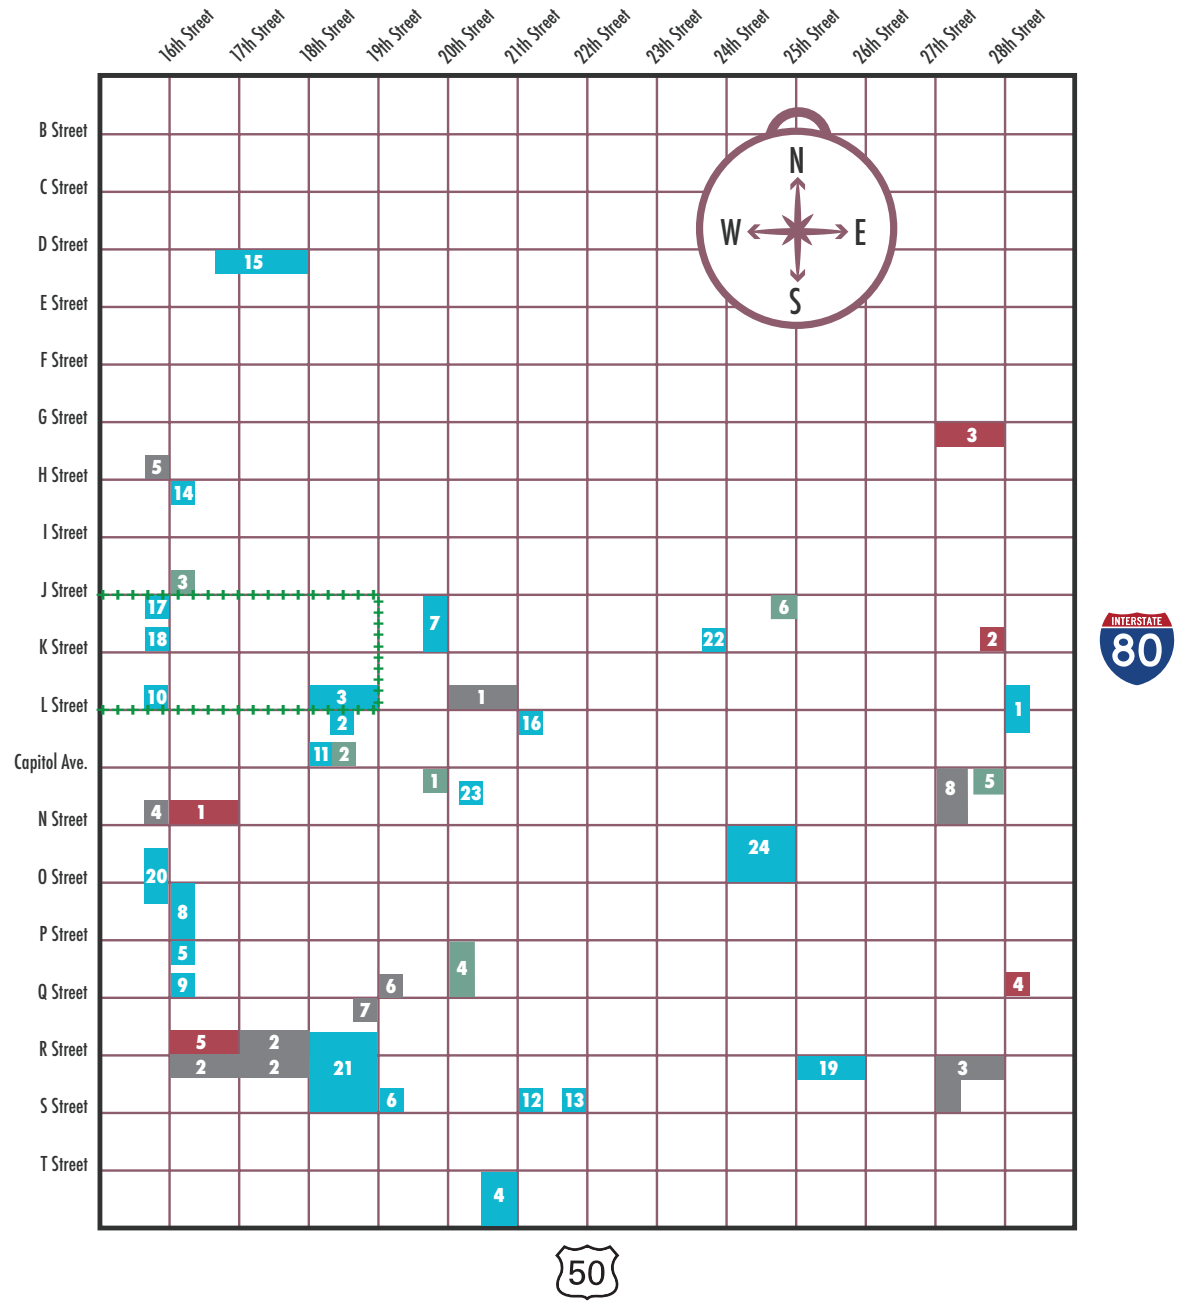 16th Street
17th Street
18th Street
19th Street
20th Street
21th Street
22th Street
23th Street
24th Street
25th Street
26th Street
27th Street
28th Street
B Street
N
C Street
W E
D Street
15
S
E Street
F Street
G Street
3
5
H Street
14
I Street
3
J Street
17
7
6
INTERSTATE
80
18
22
2
K Street
10
3
1
L Street
1
2
16
11
2
Capitol Ave.
1
23
8
5
4
1
N Street
24
20
O Street
8
P Street
5
4
9
6
4
Q Street
7
5
2
R Street
2
2
21
19
3
6
12
13
S Street
T Street
4
50